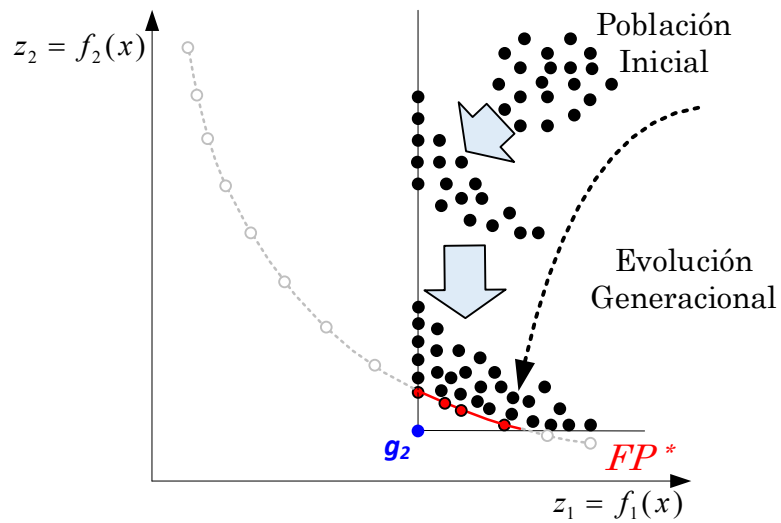 z₂ = f₂(x)
Población
Inicial
Evolución
Generacional
g₂
FP*
z₁ = f₁(x)